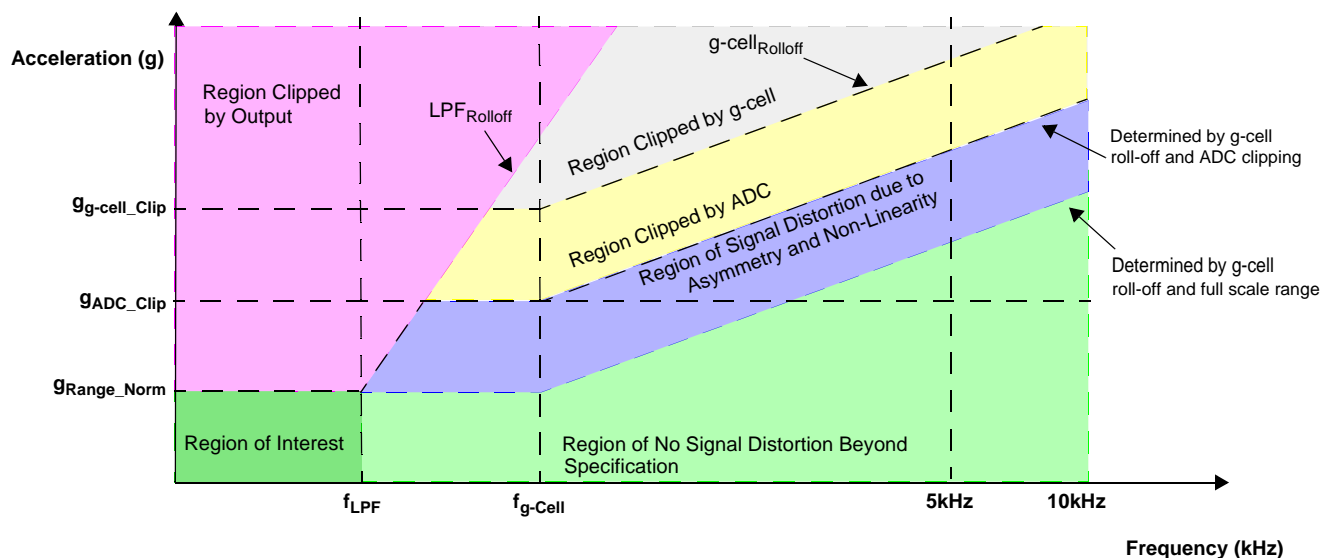 Acceleration (g)
Region Clipped
by Output
LPFRolloff
g-cellRolloff
Region Clipped by g-cell
Region Clipped by ADC
Region of Signal Distortion due to
Asymmetry and Non-Linearity
Determined by g-cell
roll-off and ADC clipping
Determined by g-cell
roll-off and full scale range
gg-cell_Clip
gADC_Clip
gRange_Norm
Region of Interest
Region of No Signal Distortion Beyond
Specification
fLPF
fg-Cell
5kHz
10kHz
Frequency (kHz)